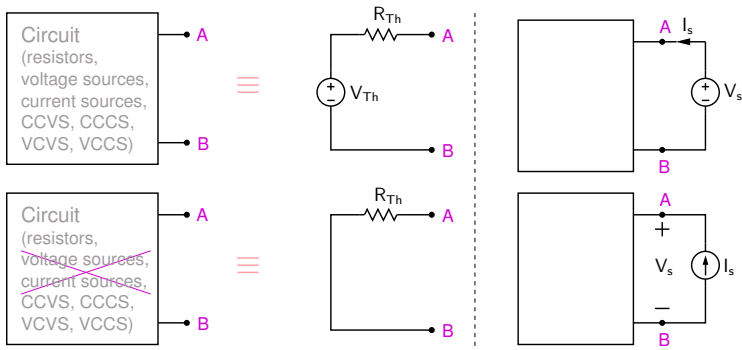 Circuit
(resistors,
voltage sources,
current sources,
CCVS, CCCS,
VCVS, VCCS)
A
B
R_Th
A
V_Th
B
A
I_s
V_s
B
Circuit
(resistors,
voltage sources,
current sources,
CCVS, CCCS,
VCVS, VCCS)
A
B
R_Th
A
B
A
V_s
I_s
B